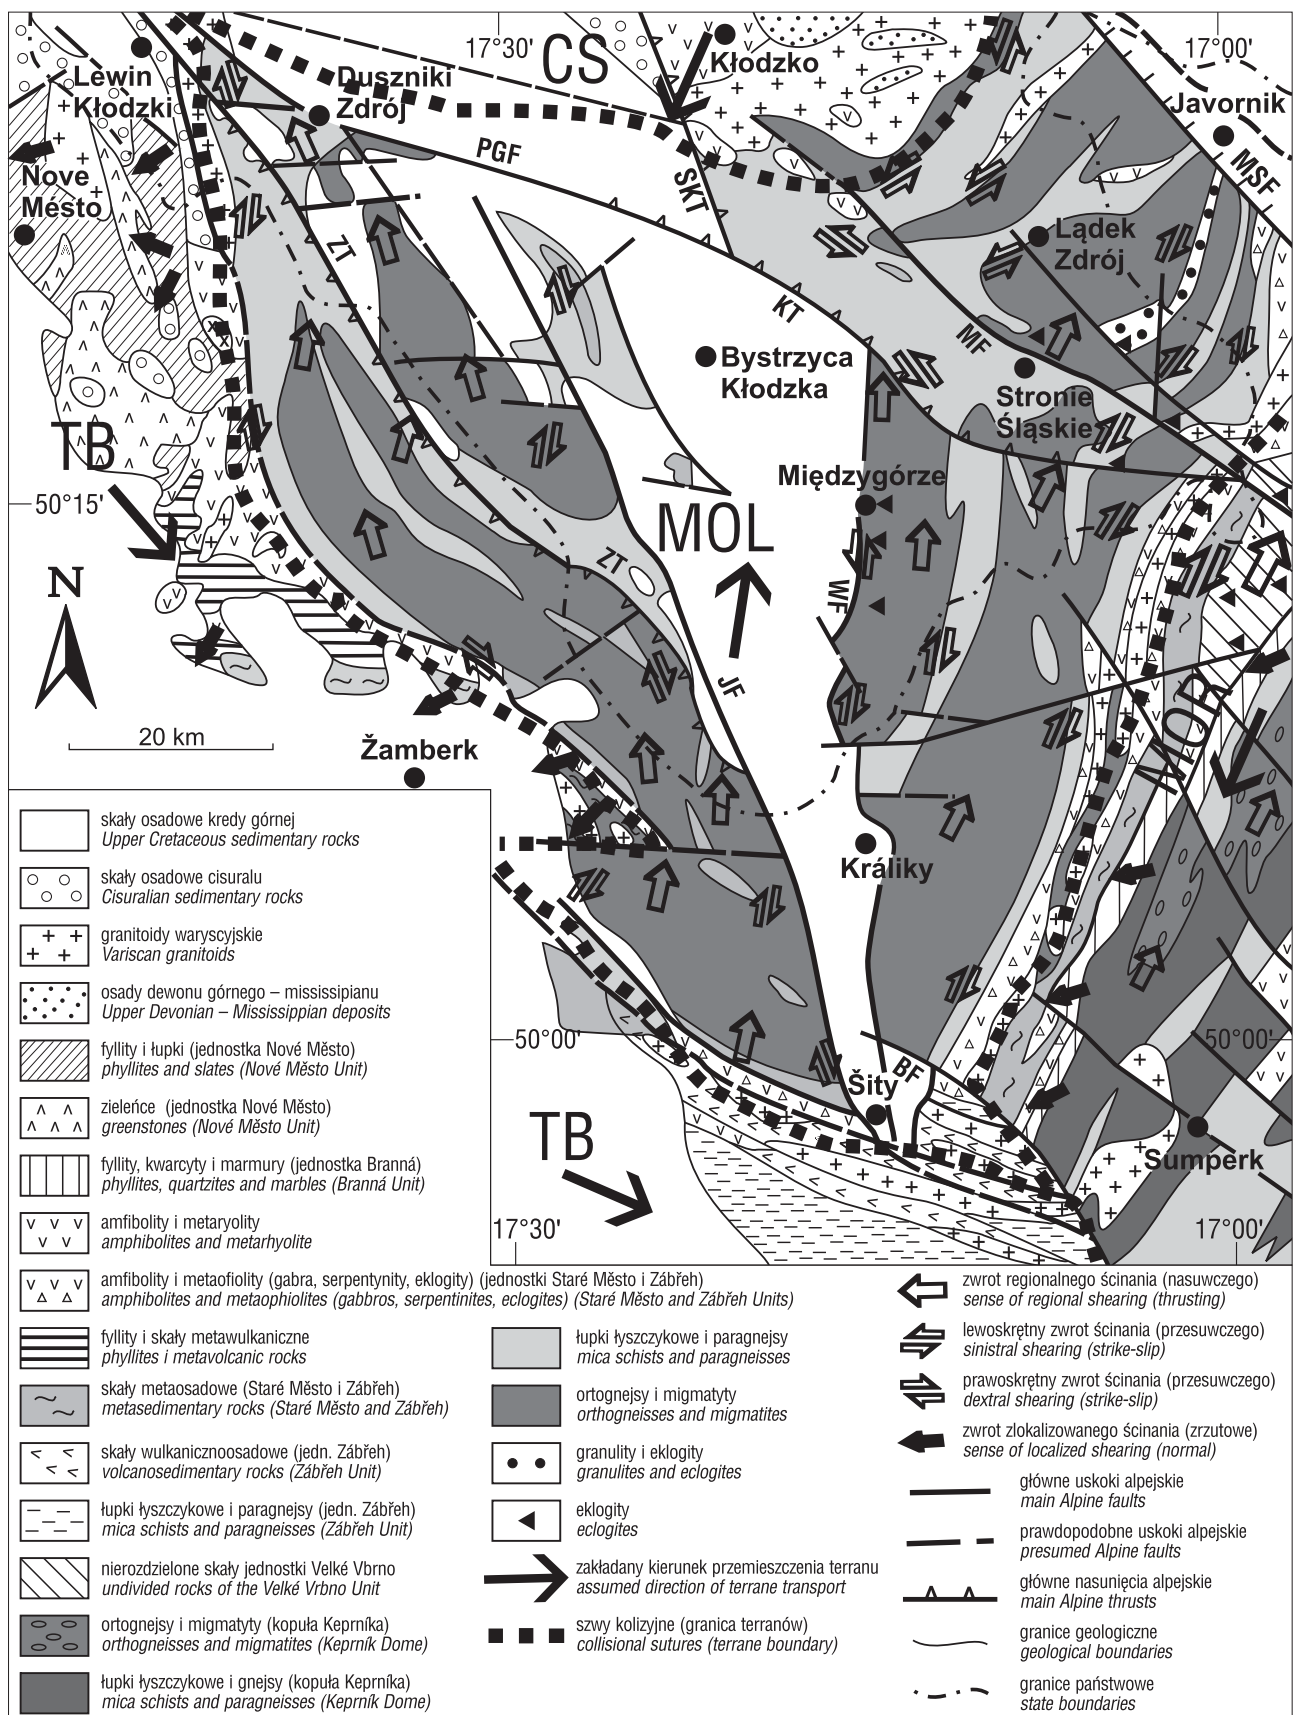 17°30'
17°00'
CS
Kłodzko
Lewin
Kłodzki
Duszniki
Zdrój
Javornik
PGF
MSF
Nove
Mésto
SKT
Lądek
Zdrój
ZT
KT
MF
Bystrzyca
Kłodzka
Stronie
Śląskie
TB
Międzygórze
50°15'
MOL
N
ZT
WF
JF
MOR
20 km
Žamberk
Králiky
50°00'
50°00'
BF
Šity
TB
Šumperk
17°30'
17°00'
skały osadowe kredy górnej
Upper Cretaceous sedimentary rocks
skały osadowe cisuralu
Cisuralian sedimentary rocks
granitoidy waryscyjskie
Variscan granitoids
osady dewonu górnego – mississipianu
Upper Devonian – Mississippian deposits
fyllity i łupki (jednostka Nové Město)
phyllites and slates (Nové Město Unit)
zieleńce (jednostka Nové Město)
greenstones (Nové Město Unit)
fyllity, kwarcyty i marmury (jednostka Branná)
phyllites, quartzites and marbles (Branná Unit)
amfibolity i metaryolity
amphibolites and metarhyolite
amfibolity i metaofiolity (gabra, serpentynity, eklogity) (jednostki Staré Město i Zábřeh)
amphibolites and metaophiolites (gabbros, serpentinites, eclogites) (Staré Město and Zábřeh Units)
fyllity i skały metawulkaniczne
phyllites i metavolcanic rocks
skały metaosadowe (Staré Město i Zábřeh)
metasedimentary rocks (Staré Město and Zábřeh)
skały wulkanicznoosadowe (jedn. Zábřeh)
volcanosedimentary rocks (Zábřeh Unit)
łupki łyszczykowe i paragnejsy (jedn. Zábřeh)
mica schists and paragneisses (Zábřeh Unit)
nierozdzielone skały jednostki Velké Vbrno
undivided rocks of the Velké Vrbno Unit
ortognejsy i migmatyty (kopuła Keprníka)
orthogneisses and migmatites (Keprník Dome)
łupki łyszczykowe i gnejsy (kopuła Keprníka)
mica schists and paragneisses (Keprník Dome)
łupki łyszczykowe i paragnejsy
mica schists and paragneisses
ortognejsy i migmatyty
orthogneisses and migmatites
granulity i eklogity
granulites and eclogites
eklogity
eclogites
zakładany kierunek przemieszczenia terranu
assumed direction of terrane transport
szwy kolizyjne (granica terranów)
collisional sutures (terrane boundary)
zwrot regionalnego ścinania (nasuwczego)
sense of regional shearing (thrusting)
lewoskrętny zwrot ścinania (przesuwczego)
sinistral shearing (strike-slip)
prawoskrętny zwrot ścinania (przesuwczego)
dextral shearing (strike-slip)
zwrot zlokalizowanego ścinania (zrzutowe)
sense of localized shearing (normal)
główne uskoki alpejskie
main Alpine faults
prawdopodobne uskoki alpejskie
presumed Alpine faults
główne nasunięcia alpejskie
main Alpine thrusts
granice geologiczne
geological boundaries
granice państwowe
state boundaries